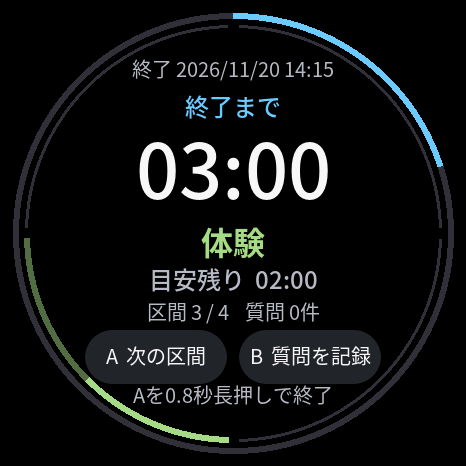 終了 2026/11/20 14:15
終了まで
03:00
体験
目安残り 02:00
区間 3 / 4 質問 0件
A 次の区間 B 質問を記録
Aを0.8秒長押しで終了